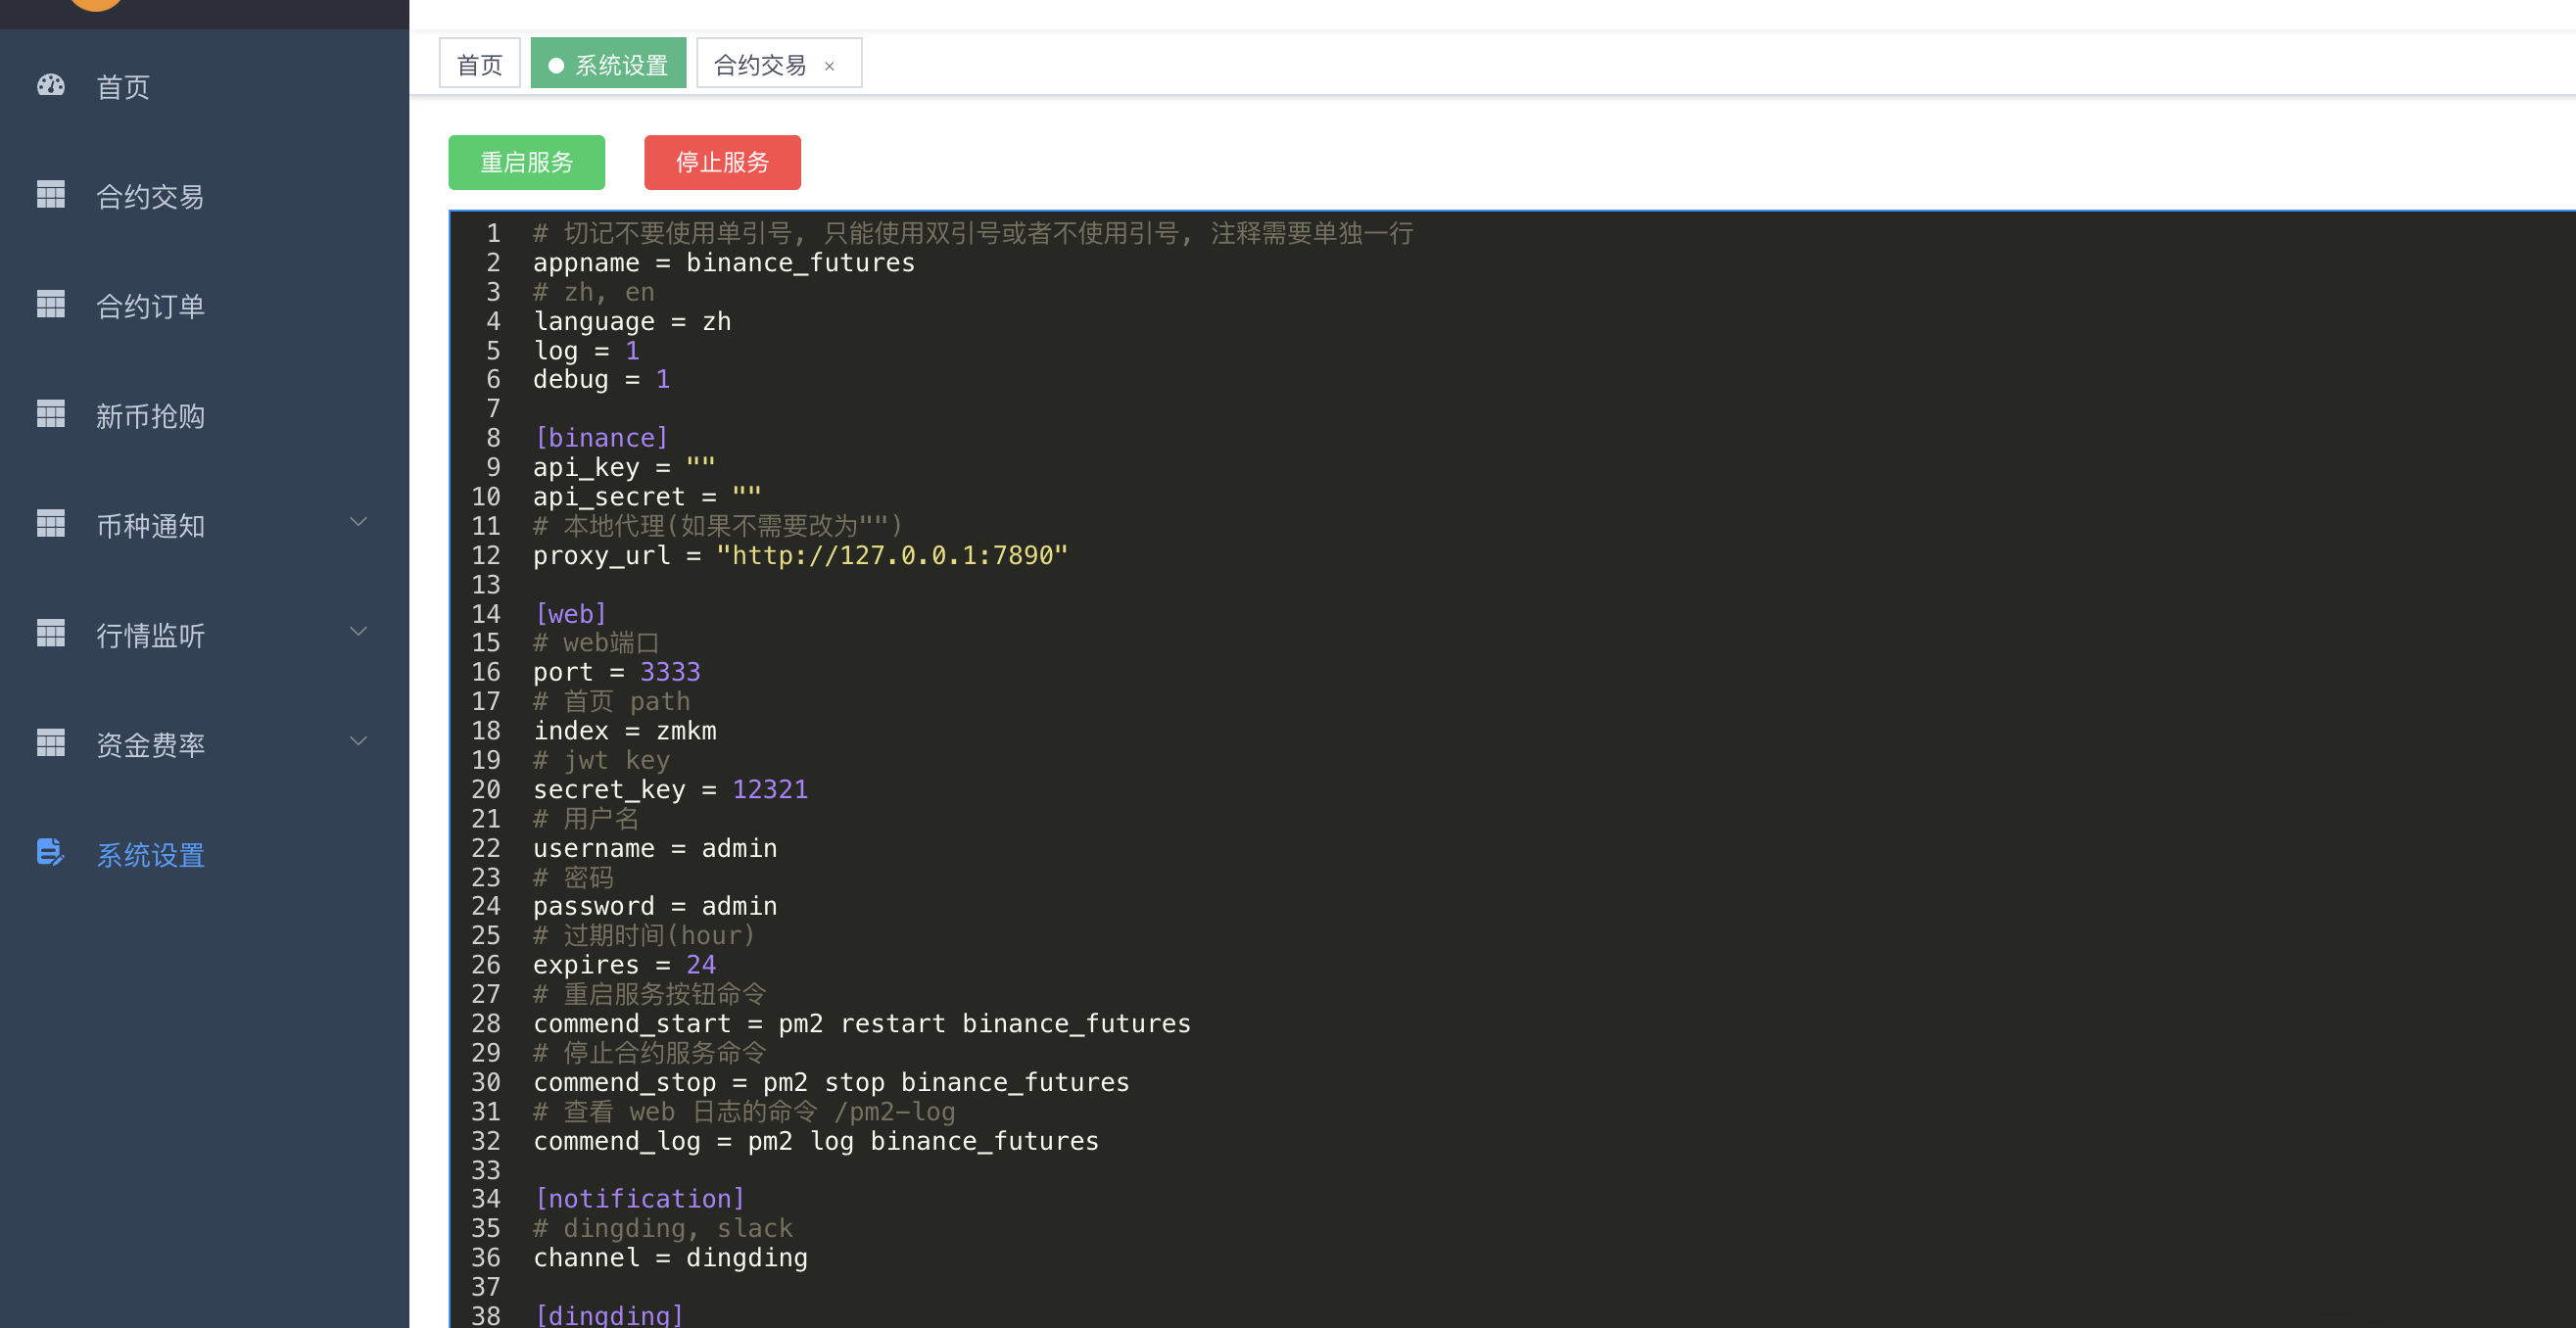 首页
合约交易
合约订单
新币抢购
币种通知
行情监听
资金费率
系统设置
首页
系统设置
合约交易 ×
重启服务
停止服务
1 # 切记不要使用单引号, 只能使用双引号或者不使用引号, 注释需要单独一行
2 appname = binance_futures
3 # zh, en
4 language = zh
5 log = 1
6 debug = 1
7
8 [binance]
9 api_key = ""
10 api_secret = ""
11 # 本地代理(如果不需要改为"")
12 proxy_url = "http://127.0.0.1:7890"
13
14 [web]
15 # web端口
16 port = 3333
17 # 首页 path
18 index = zmkm
19 # jwt key
20 secret_key = 12321
21 # 用户名
22 username = admin
23 # 密码
24 password = admin
25 # 过期时间(hour)
26 expires = 24
27 # 重启服务按钮命令
28 commend_start = pm2 restart binance_futures
29 # 停止合约服务命令
30 commend_stop = pm2 stop binance_futures
31 # 查看 web 日志的命令 /pm2-log
32 commend_log = pm2 log binance_futures
33
34 [notification]
35 # dingding, slack
36 channel = dingding
37
38 [dingding]